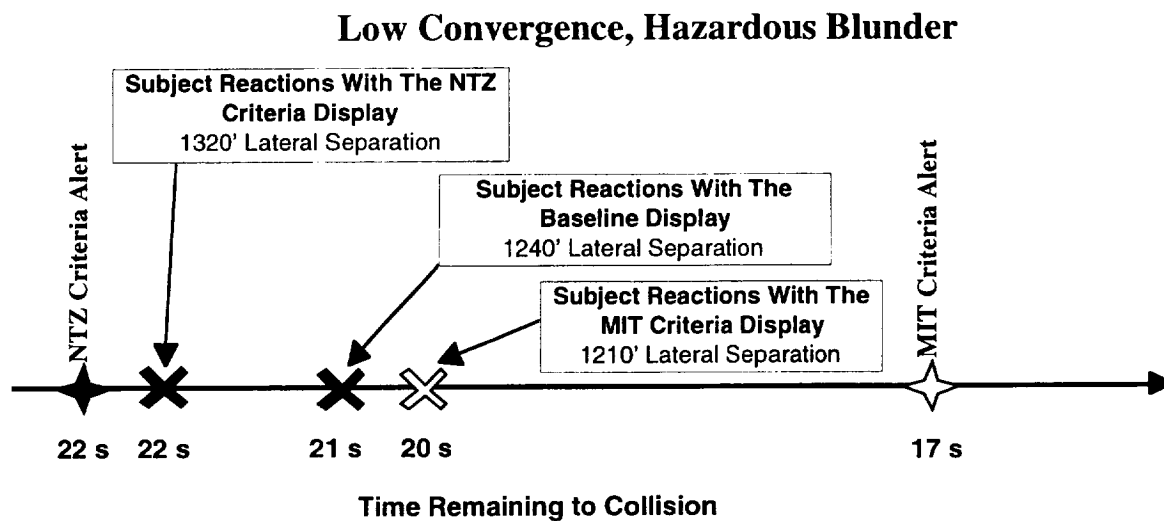 Low Convergence, Hazardous Blunder
Subject Reactions With The NTZ
Criteria Display
1320' Lateral Separation
Subject Reactions With The
Baseline Display
1240' Lateral Separation
Subject Reactions With The
MIT Criteria Display
1210' Lateral Separation
NTZ Criteria Alert
MIT Criteria Alert
22 s 22 s 21 s 20 s 17 s
Time Remaining to Collision